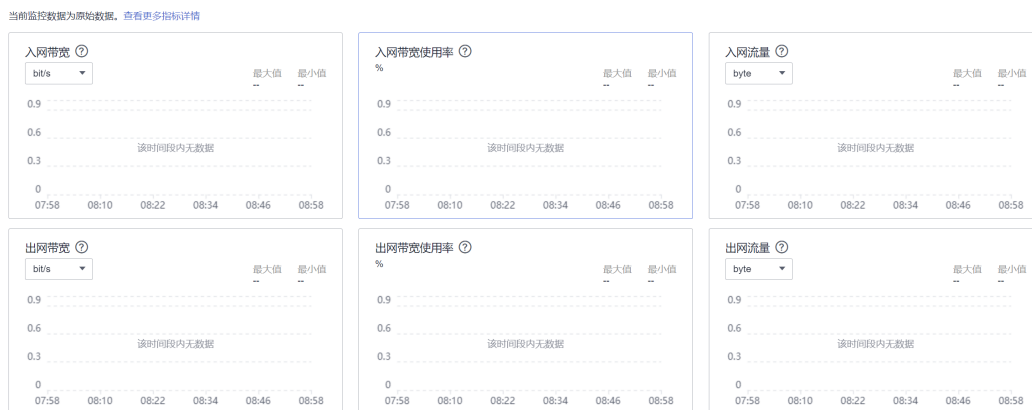 当前监控数据为原始数据。查看更多指标详情
入网带宽 ?
bit/s
最大值 最小值
-- --
0.9
0.6
该时间段内无数据
0.3
0
07:58 08:10 08:22 08:34 08:46 08:58
入网带宽使用率 ?
%
最大值 最小值
-- --
0.9
0.6
该时间段内无数据
0.3
0
07:58 08:10 08:22 08:34 08:46 08:58
入网流量 ?
byte
最大值 最小值
-- --
0.9
0.6
该时间段内无数据
0.3
0
07:58 08:10 08:22 08:34 08:46 08:58
出网带宽 ?
bit/s
最大值 最小值
-- --
0.9
0.6
该时间段内无数据
0.3
0
07:58 08:10 08:22 08:34 08:46 08:58
出网带宽使用率 ?
%
最大值 最小值
-- --
0.9
0.6
该时间段内无数据
0.3
0
07:58 08:10 08:22 08:34 08:46 08:58
出网流量 ?
byte
最大值 最小值
-- --
0.9
0.6
该时间段内无数据
0.3
0
07:58 08:10 08:22 08:34 08:46 08:58